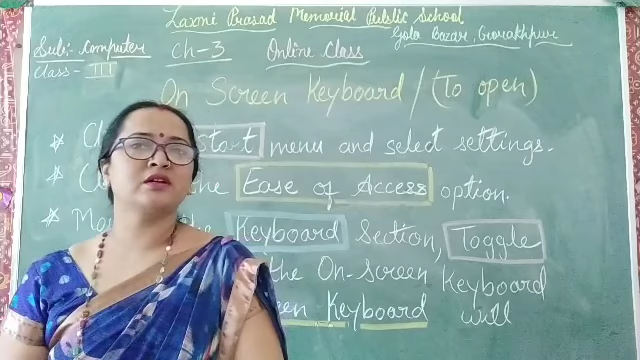 Laxmi Prasad Memorial Public School
Gola Bazar, Gorakhpur
Sub:- Computer Ch-3 Online Class
Class - III
On Screen Keyboard / (To open)
* start menu and select settings.
* the Ease of Access option.
* the Keyboard Section, Toggle
the On-Screen Keyboard
Keyboard will